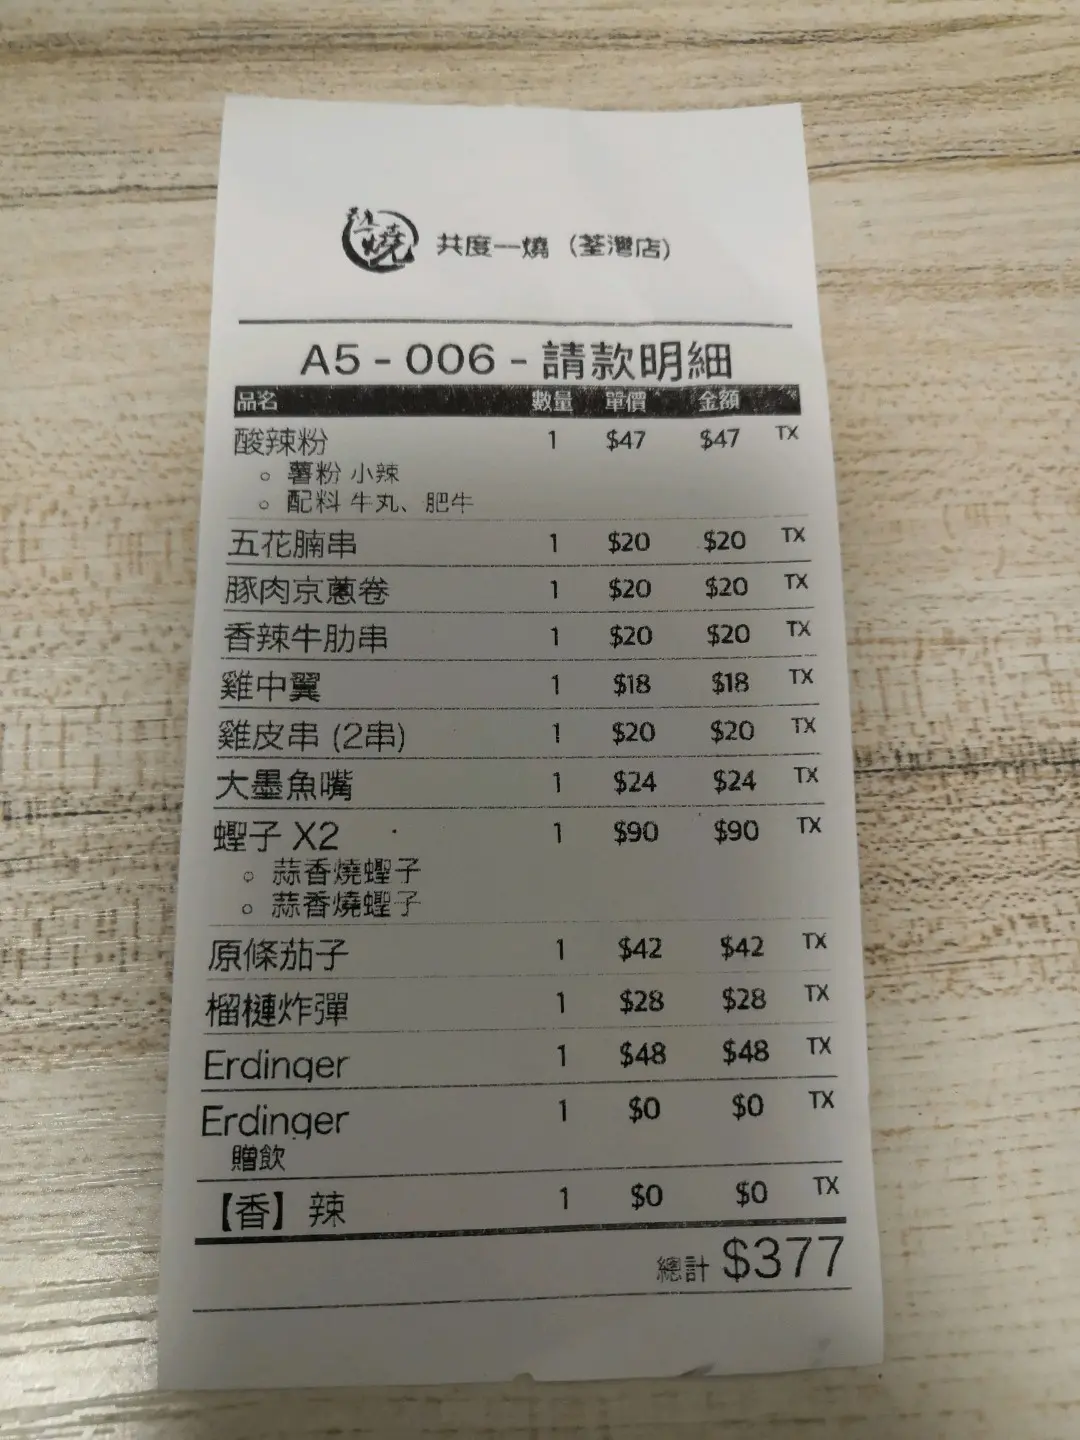 燒 共度一燒（荃灣店）
A5 - 006 - 請款明細
品名 數量 單價 金額
酸辣粉 1 $47 $47 TX
○ 薯粉 小辣
○ 配料 牛丸、肥牛
五花腩串 1 $20 $20 TX
豚肉京蔥卷 1 $20 $20 TX
香辣牛肋串 1 $20 $20 TX
雞中翼 1 $18 $18 TX
雞皮串 (2串) 1 $20 $20 TX
大墨魚嘴 1 $24 $24 TX
蟶子 X2 1 $90 $90 TX
○ 蒜香燒蟶子
○ 蒜香燒蟶子
原條茄子 1 $42 $42 TX
榴槤炸彈 1 $28 $28 TX
Erdinger 1 $48 $48 TX
Erdinger 1 $0 $0 TX
贈飲
【香】辣 1 $0 $0 TX
總計 $377